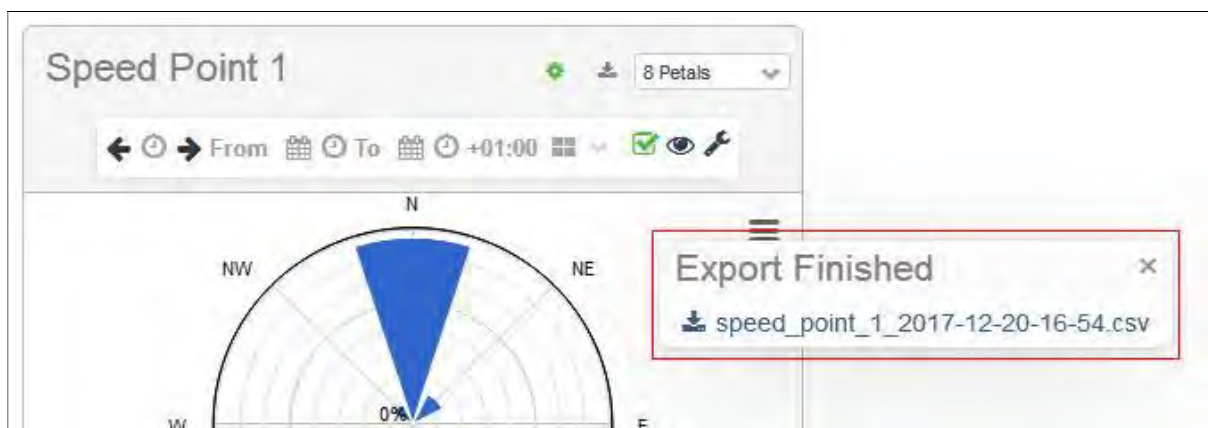 Speed Point 1
8 Petals
From To +01:00
N
NW
NE
Export Finished
speed_point_1_2017-12-20-16-54.csv
0%
W
E